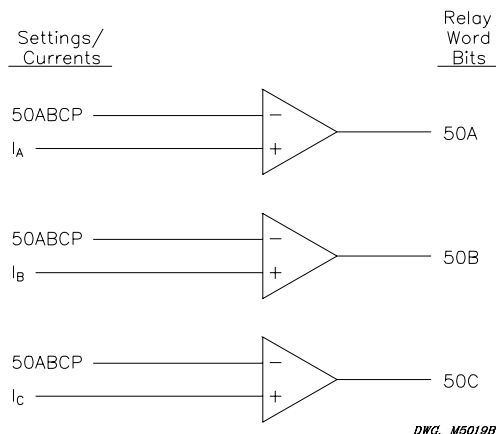 Settings/
Currents
Relay
Word
Bits
50ABCP
−
50A
I_A
+
50ABCP
−
50B
I_B
+
50ABCP
−
50C
I_C
+
DWG. M5019B